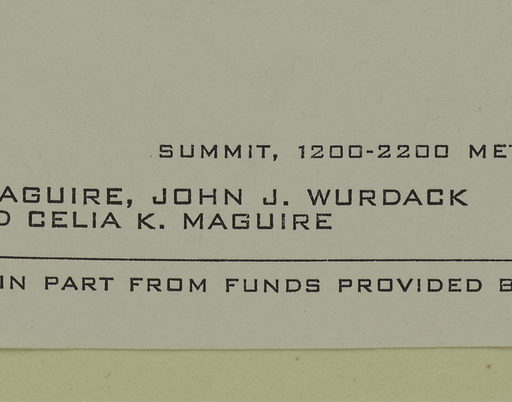 SUMMIT, 1200-2200 MET
AGUIRE, JOHN J. WURDACK
D CELIA K. MAGUIRE
IN PART FROM FUNDS PROVIDED B